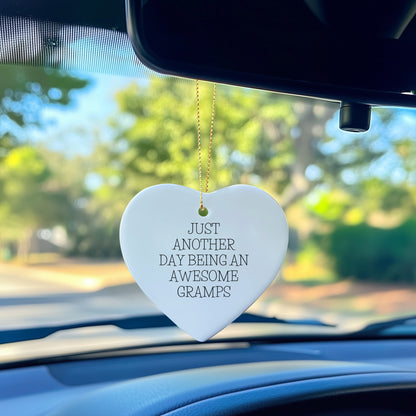 JUST
ANOTHER
DAY BEING AN
AWESOME
GRAMPS